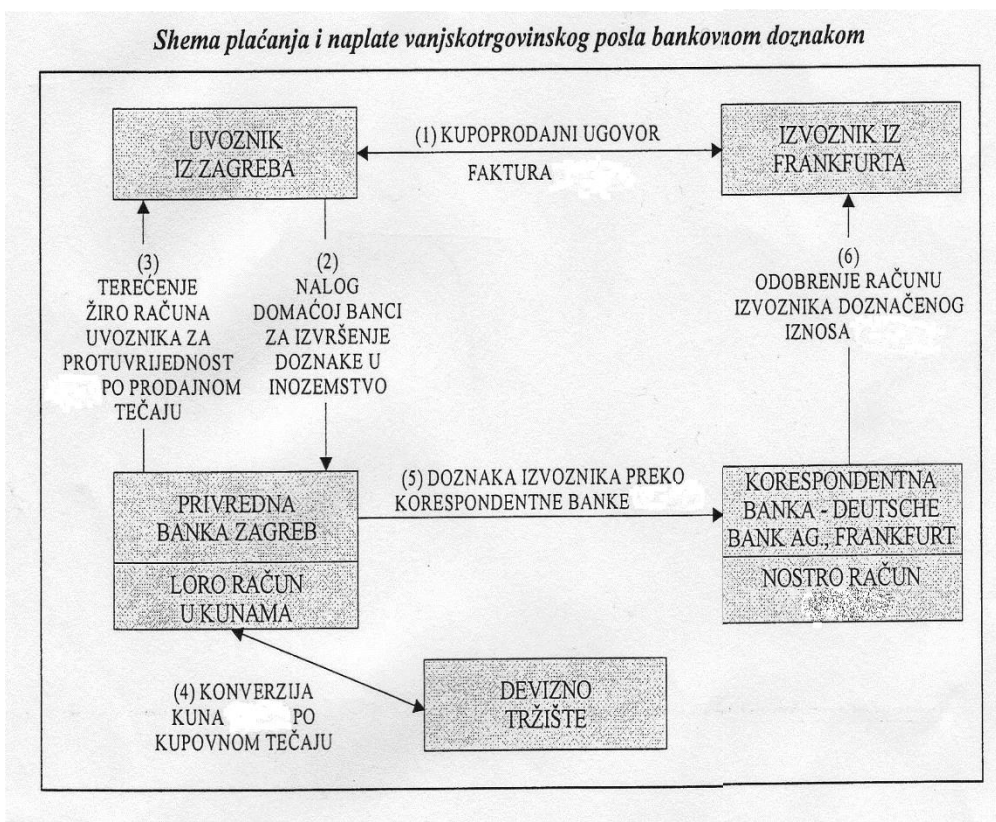 Shema plaćanja i naplate vanjskotrgovinskog posla bankovnom doznakom
UVOZNIK
IZ ZAGREBA
(1) KUPOPRODAJNI UGOVOR
FAKTURA
IZVOZNIK IZ
FRANKFURTA
(3)
TEREĆENJE
ŽIRO RAČUNA
UVOZNIKA ZA
PROTUVRIJEDNOST
PO PRODAJNOM
TEČAJU
(2)
NALOG
DOMAĆOJ BANCI
ZA IZVRŠENJE
DOZNAKE U
INOZEMSTVO
(6)
ODOBRENJE RAČUNU
IZVOZNIKA DOZNAČENOG
IZNOSA
PRIVREDNA
BANKA ZAGREB
LORO RAČUN
U KUNAMA
(5) DOZNAKA IZVOZNIKA PREKO
KORESPONDENTNE BANKE
KORESPONDENTNA
BANKA - DEUTSCHE
BANK AG., FRANKFURT
NOSTRO RAČUN
(4) KONVERZIJA
KUNA PO
KUPOVNOM TEČAJU
DEVIZNO
TRŽIŠTE